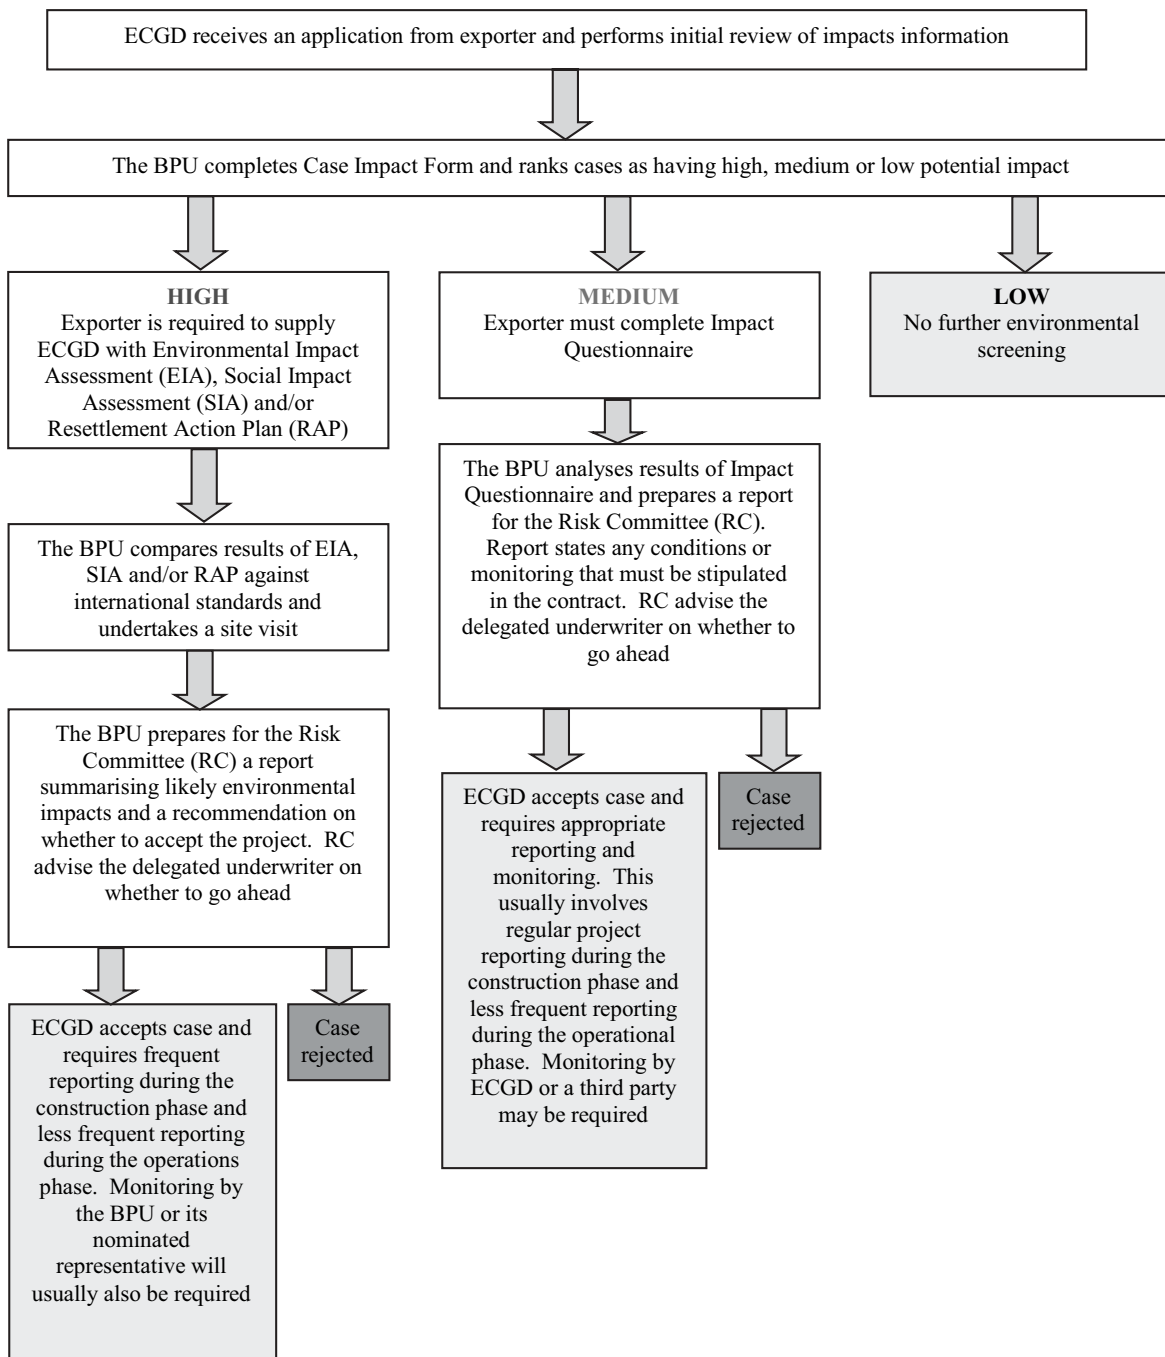 ECGD receives an application from exporter and performs initial review of impacts information
The BPU completes Case Impact Form and ranks cases as having high, medium or low potential impact
HIGH
Exporter is required to supply
ECGD with Environmental Impact
Assessment (EIA), Social Impact
Assessment (SIA) and/or
Resettlement Action Plan (RAP)
MEDIUM
Exporter must complete Impact
Questionnaire
LOW
No further environmental
screening
The BPU compares results of EIA,
SIA and/or RAP against
international standards and
undertakes a site visit
The BPU analyses results of Impact
Questionnaire and prepares a report
for the Risk Committee (RC).
Report states any conditions or
monitoring that must be stipulated
in the contract.  RC advise the
delegated underwriter on whether to
go ahead
The BPU prepares for the Risk
Committee (RC) a report
summarising likely environmental
impacts and a recommendation on
whether to accept the project.  RC
advise the delegated underwriter on
whether to go ahead
ECGD accepts case and
requires appropriate
reporting and
monitoring.  This
usually involves
regular project
reporting during the
construction phase and
less frequent reporting
during the operational
phase.  Monitoring by
ECGD or a third party
may be required
Case
rejected
ECGD accepts case and
requires frequent
reporting during the
construction phase and
less frequent reporting
during the operations
phase.  Monitoring by
the BPU or its
nominated
representative will
usually also be required
Case
rejected